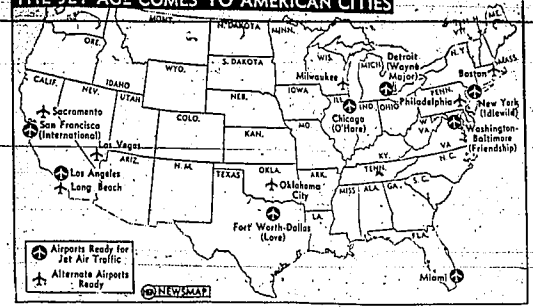 THE JET AGE COMES TO AMERICAN CITIES
MONT.
N. DAKOTA
MINN.
ME.
ORE.
WIS.
MICH.
Detroit
(Wayne
Major)
N.Y.
Boston
MASS.
S. DAKOTA
WYO.
Milwaukee
IDAHO
CALIF.
NEV.
UTAH
NEB.
IOWA
ILL.
IND.
OHIO
PENN.
Philadelphia
New York
(Idlewild)
Sacramento
San Francisco
(International)
COLO.
Chicago
(O'Hare)
W.
VA
Washington-
Baltimore
(Friendship)
Las Vegas
KAN.
MO.
KY.
VA
ARIZ.
N.M.
TEXAS
OKLA.
Oklahoma
City
ARK.
TENN.
N.C.
Los Angeles
Long Beach
MISS
ALA.
GA.
S.C.
Fort Worth-Dallas
(Love)
LA.
FLA.
Airports Ready for
Jet Air Traffic
Alternate Airports
Ready
NEWSMAP
Miami